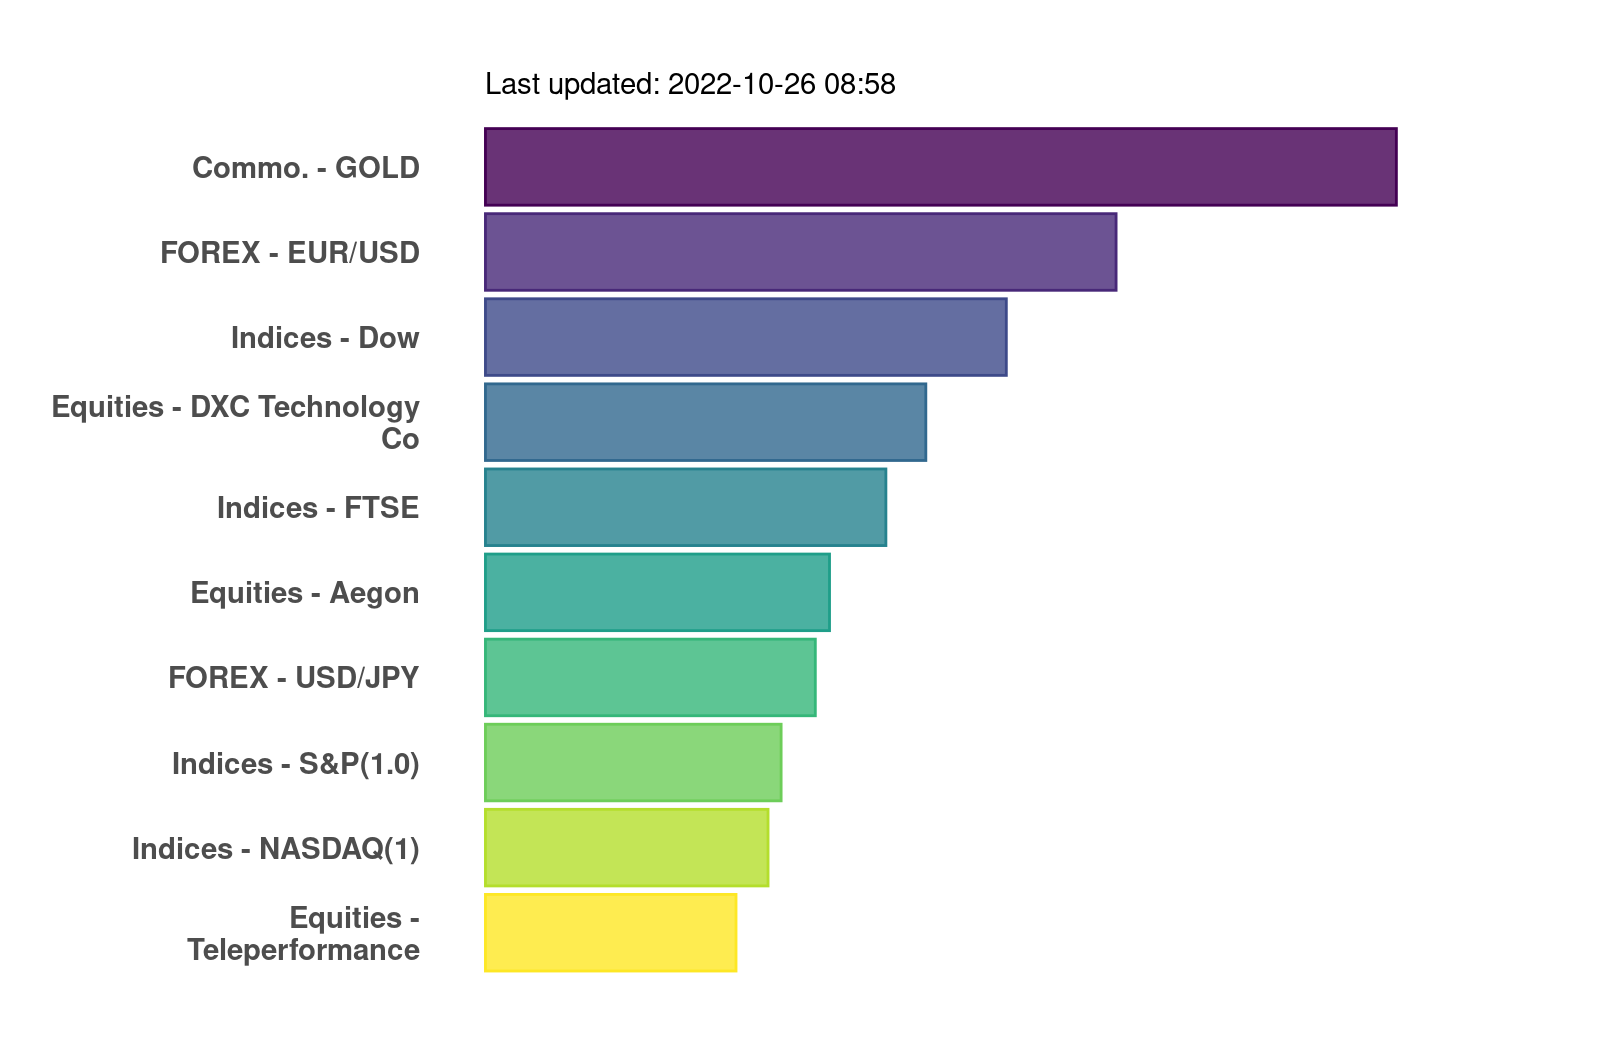 Last updated: 2022-10-26 08:58
Commo. - GOLD
FOREX - EUR/USD
Indices - Dow
Equities - DXC Technology
Co
Indices - FTSE
Equities - Aegon
FOREX - USD/JPY
Indices - S&P(1.0)
Indices - NASDAQ(1)
Equities -
Teleperformance